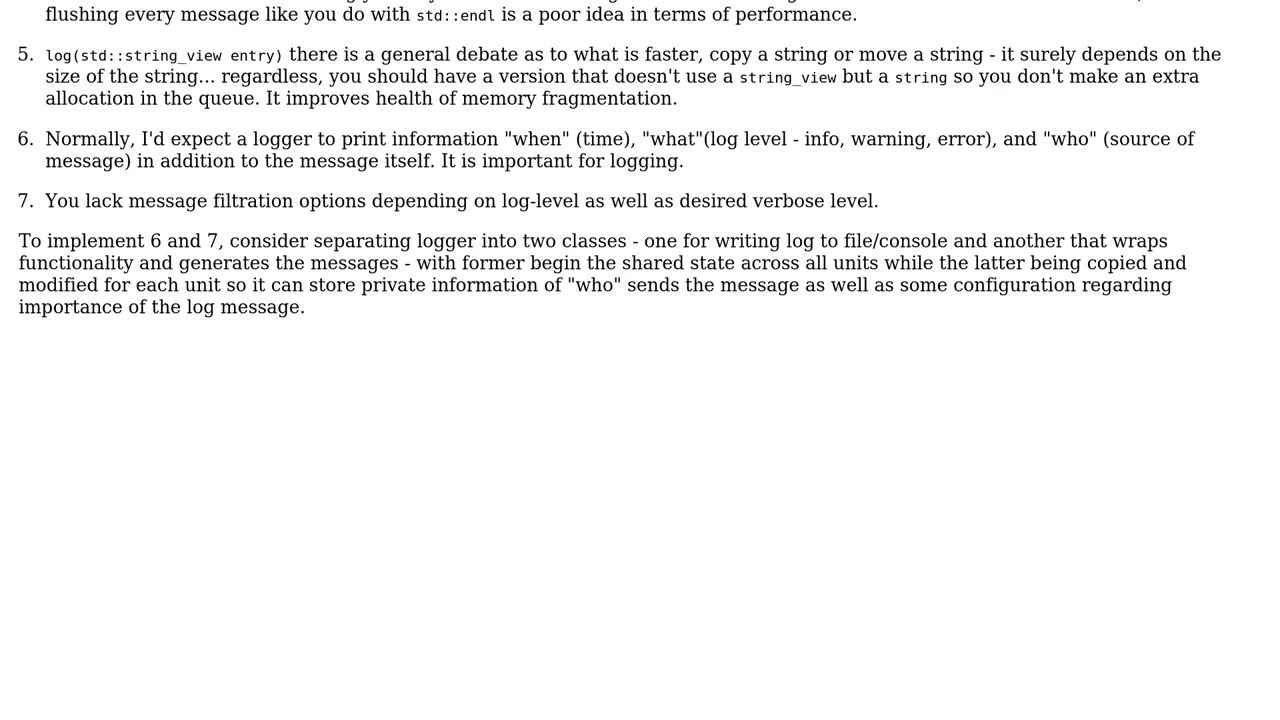 flushing every message like you do with std::endl is a poor idea in terms of performance.
5. log(std::string_view entry) there is a general debate as to what is faster, copy a string or move a string - it surely depends on the
size of the string... regardless, you should have a version that doesn't use a string_view but a string so you don't make an extra
allocation in the queue. It improves health of memory fragmentation.
6. Normally, I'd expect a logger to print information "when" (time), "what"(log level - info, warning, error), and "who" (source of
message) in addition to the message itself. It is important for logging.
7. You lack message filtration options depending on log-level as well as desired verbose level.
To implement 6 and 7, consider separating logger into two classes - one for writing log to file/console and another that wraps
functionality and generates the messages - with former begin the shared state across all units while the latter being copied and
modified for each unit so it can store private information of "who" sends the message as well as some configuration regarding
importance of the log message.